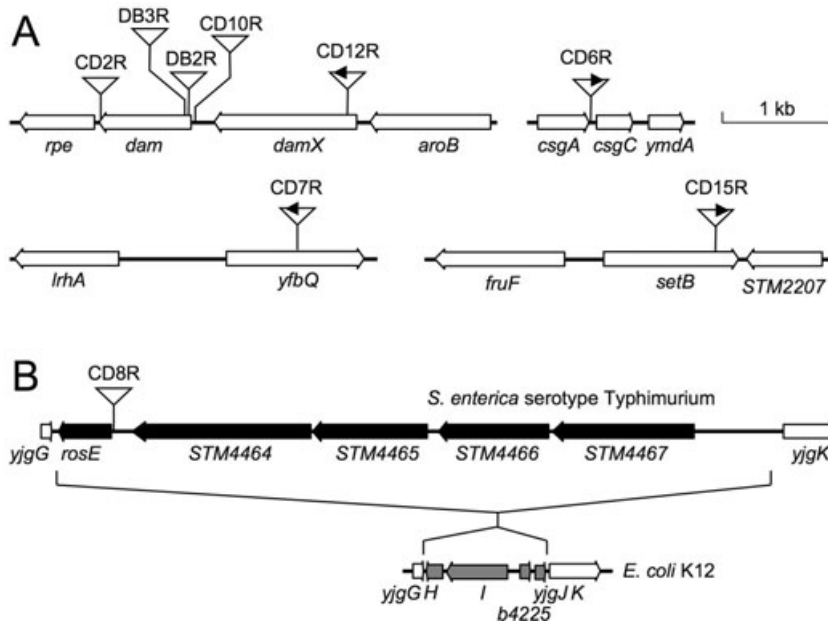 A
DB3R CD10R
CD2R DB2R CD12R CD6R
1 kb
rpe dam damX aroB csgA csgC ymdA
CD7R CD15R
lrhA yfbQ fruF setB STM2207
B
CD8R
S. enterica serotype Typhimurium
yjgG rosE STM4464 STM4465 STM4466 STM4467 yjgK
E. coli K12
yjgG H I yjgJ K
b4225